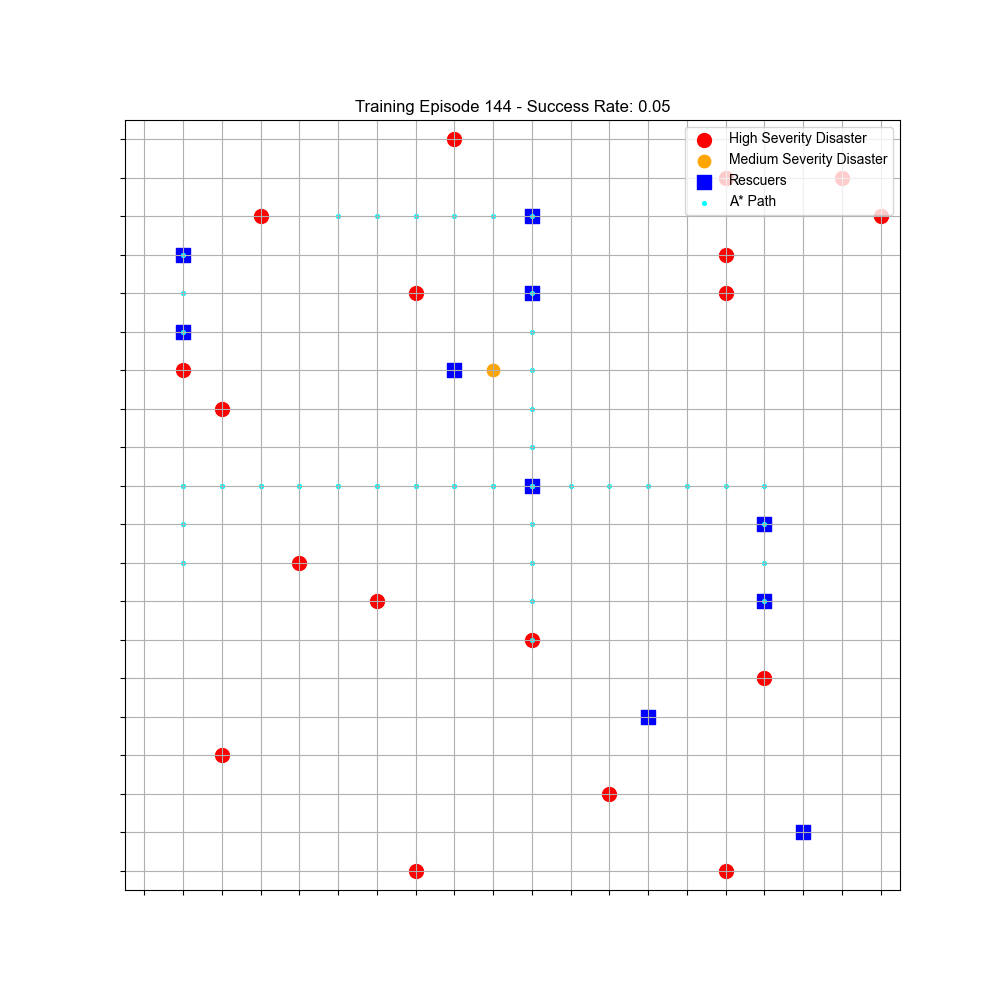 Training Episode 144 - Success Rate: 0.05
High Severity Disaster
Medium Severity Disaster
Rescuers
A* Path